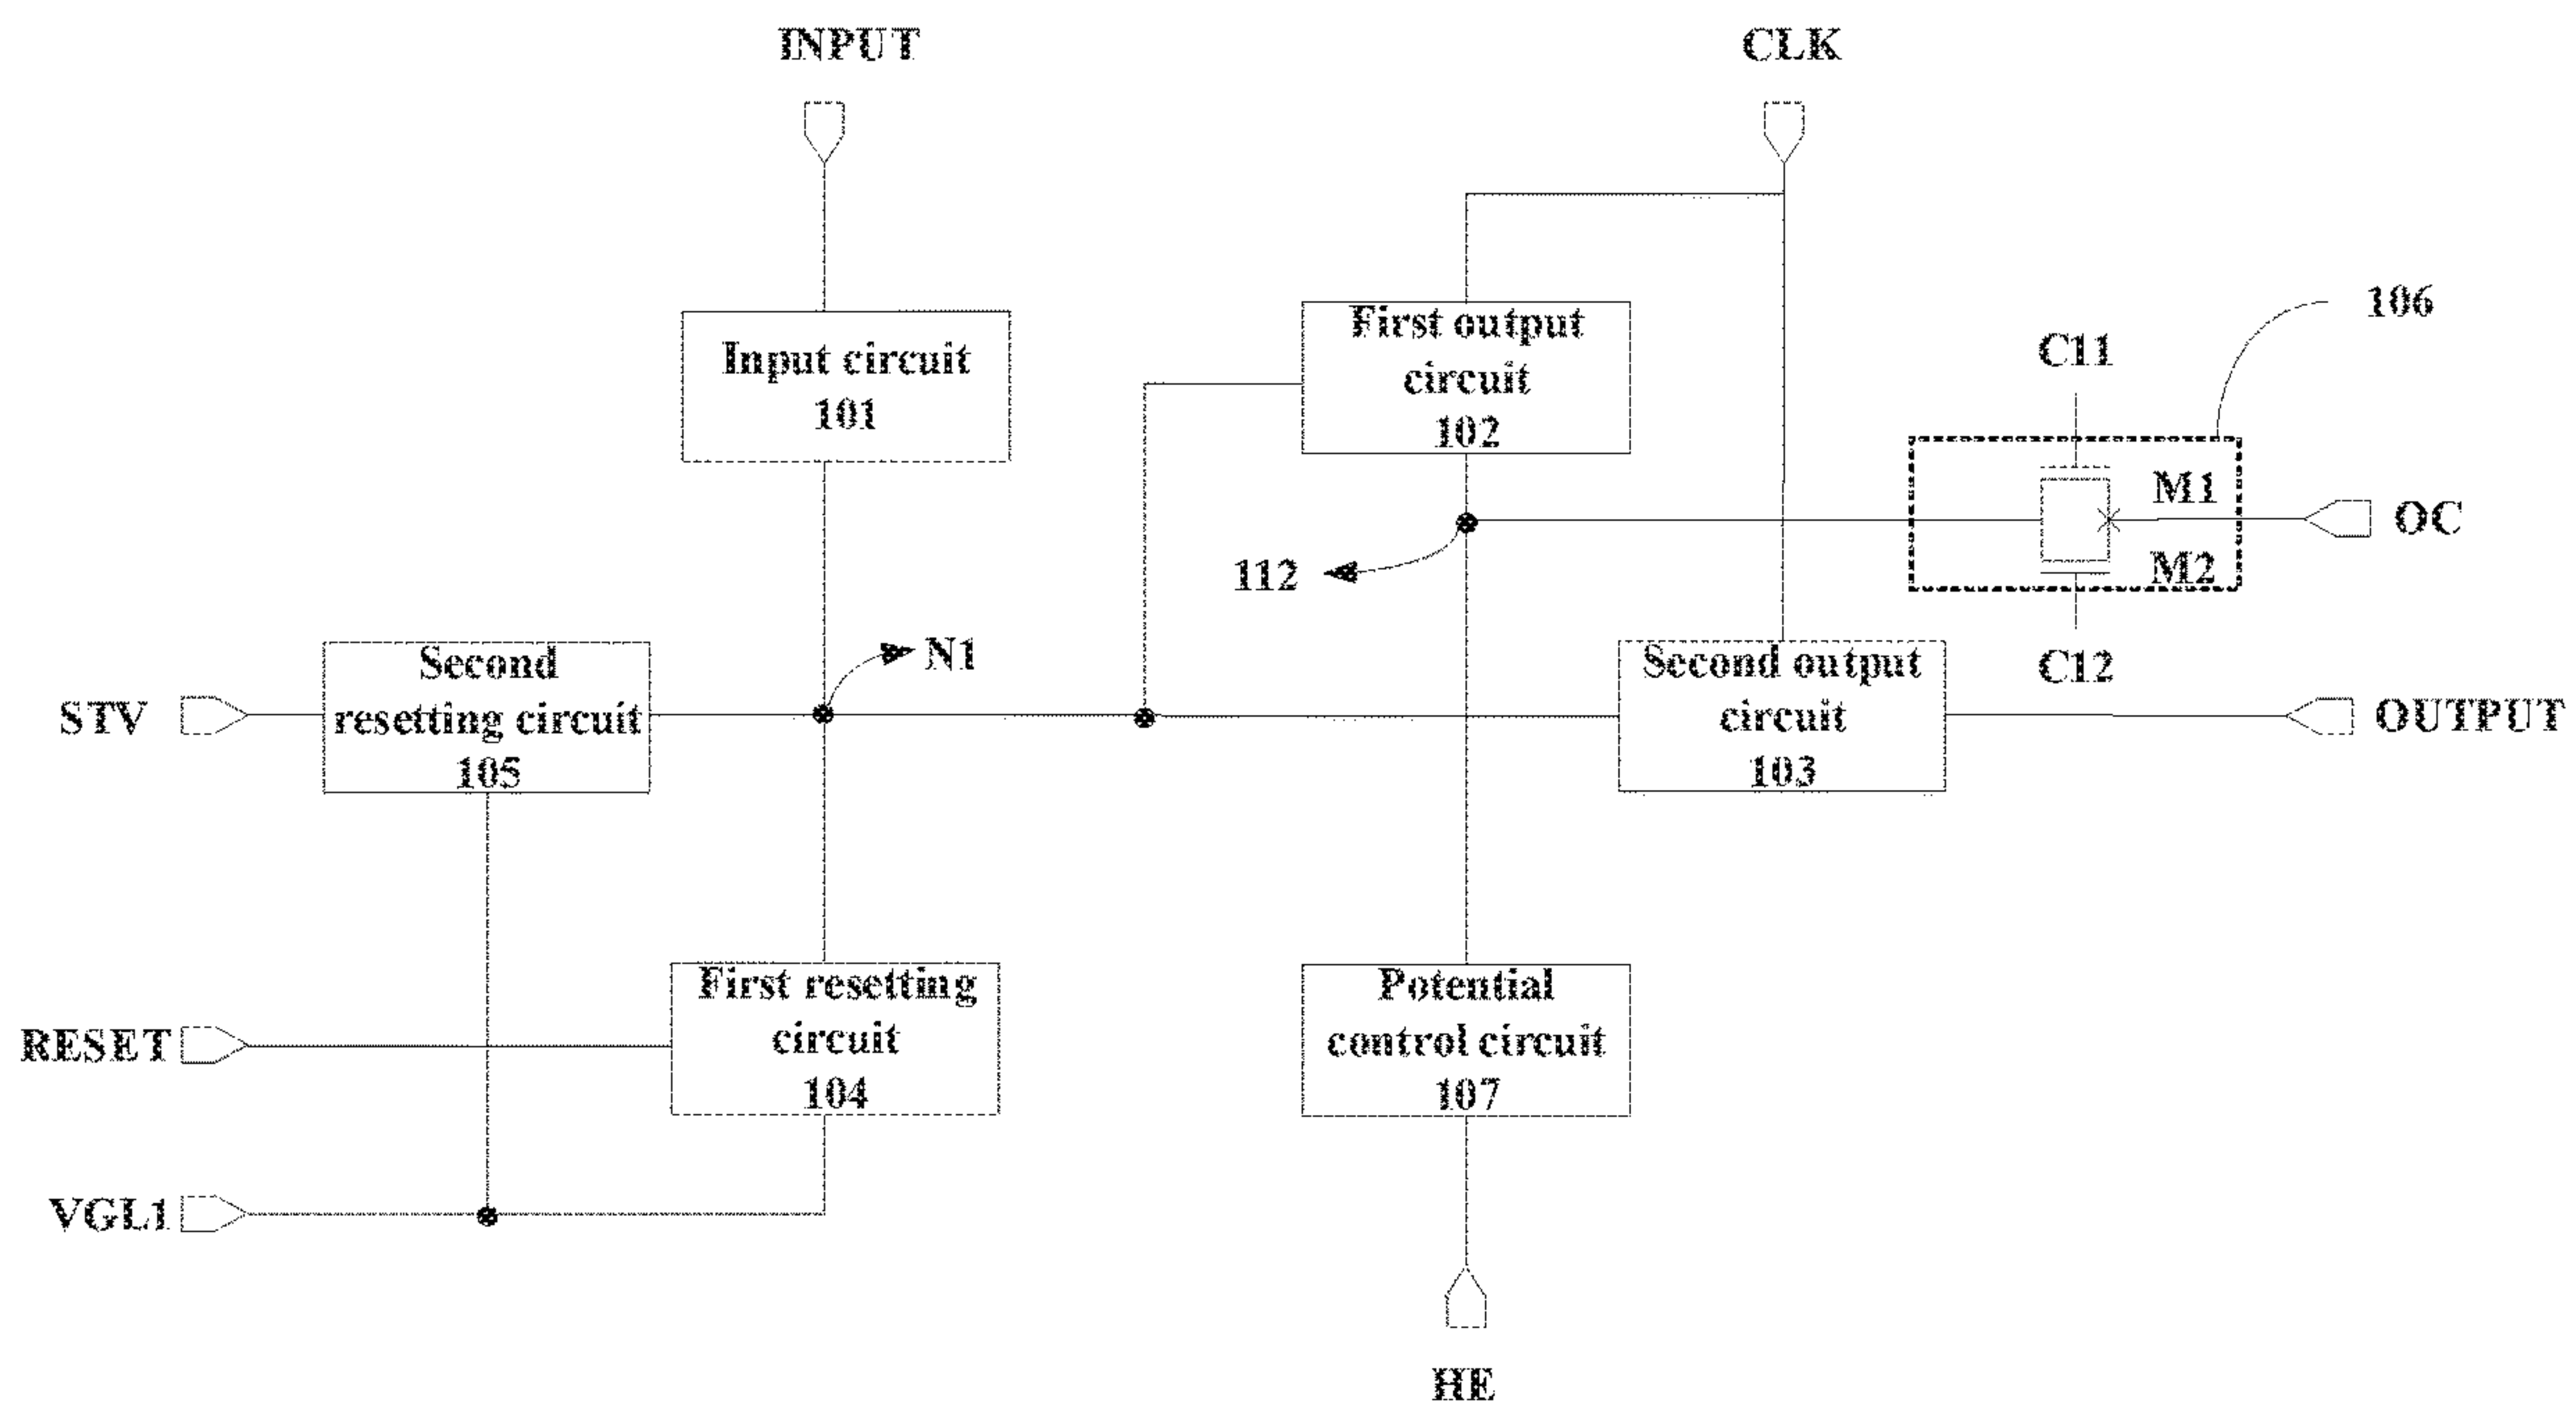 INPUT
CLK
Input circuit
101
First output
circuit
102
106
C11
M1
OC
M2
112
C12
N1
STV
Second
resetting circuit
105
Second output
circuit
103
OUTPUT
RESET
First resetting
circuit
104
Potential
control circuit
107
VGL1
HE